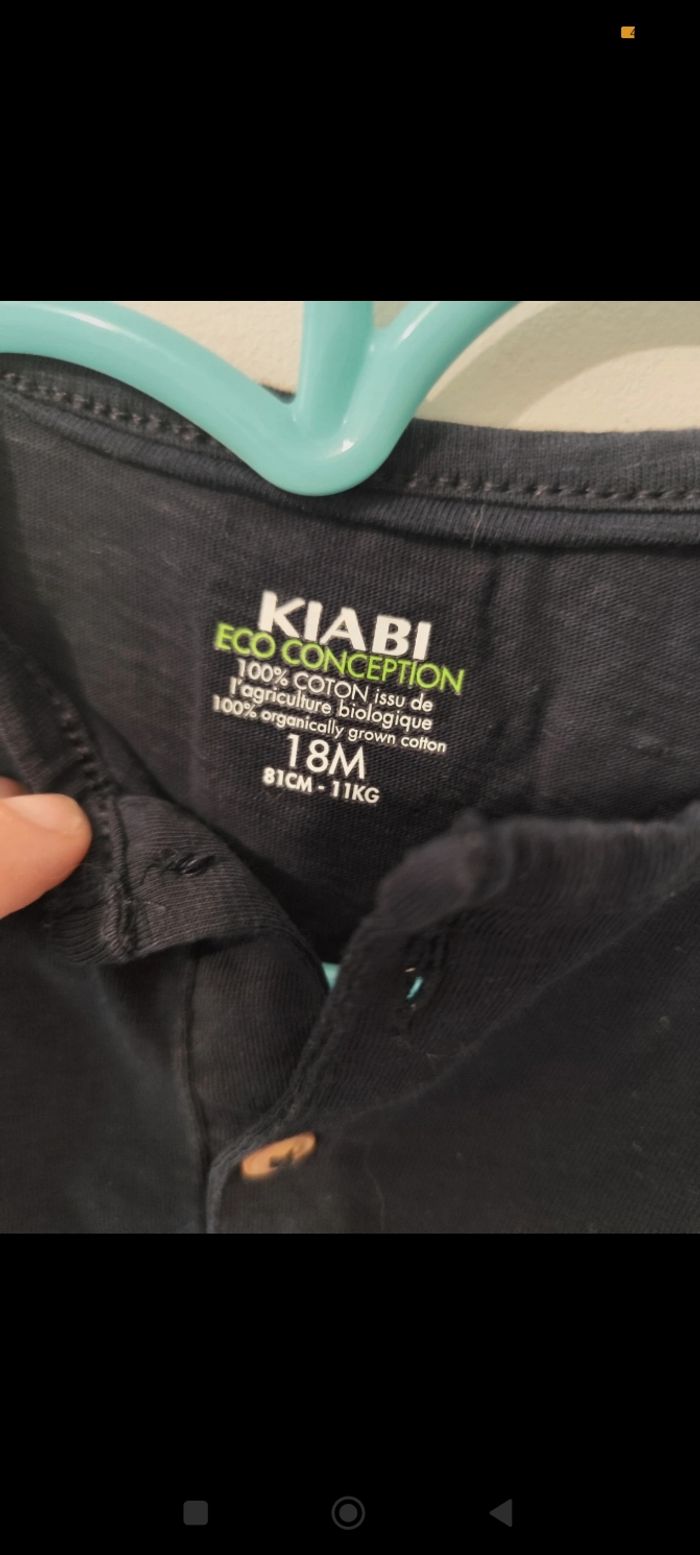 KIABI
ECO CONCEPTION
100% COTON issu de
l'agriculture biologique
100% organically grown cotton
18M
81CM - 11KG